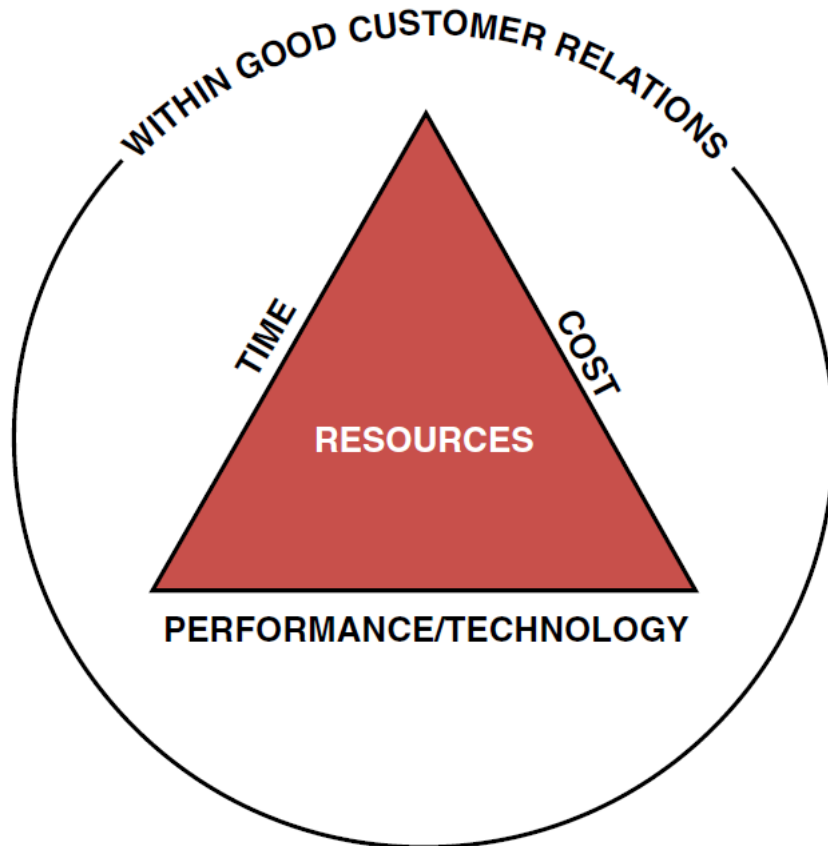 WITHIN GOOD CUSTOMER RELATIONS
TIME
COST
RESOURCES
PERFORMANCE/TECHNOLOGY